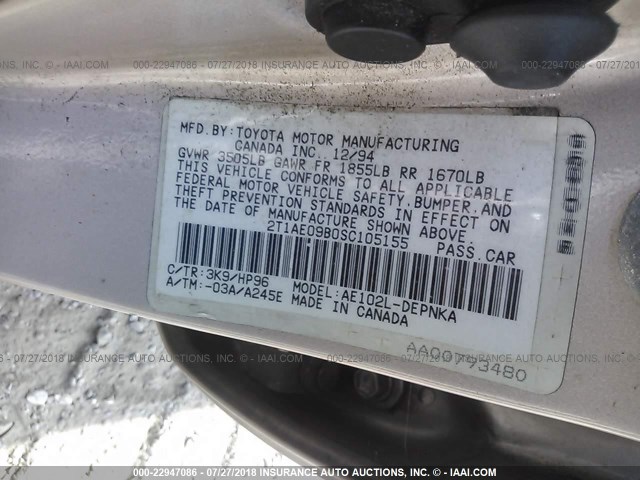 MFD.BY:TOYOTA MOTOR MANUFACTURING
CANADA INC. 12/94
GVWR 3505LB GAWR FR 1855LB RR 1670LB
THIS VEHICLE CONFORMS TO ALL APPLICABLE
FEDERAL MOTOR VEHICLE SAFETY,BUMPER,AND
THEFT PREVENTION STANDARDS IN EFFECT ON
THE DATE OF MANUFACTURE SHOWN ABOVE.
2T1AE09B0SC105155 PASS.CAR
C/TR:3K9/HP96 MODEL:AE102L-DEPNKA
A/TM:-03A/A245E MADE IN CANADA
AA00773480
000-22947086 - 07/27/2018 INSURANCE AUTO AUCTIONS, INC. - © IAAI.COM